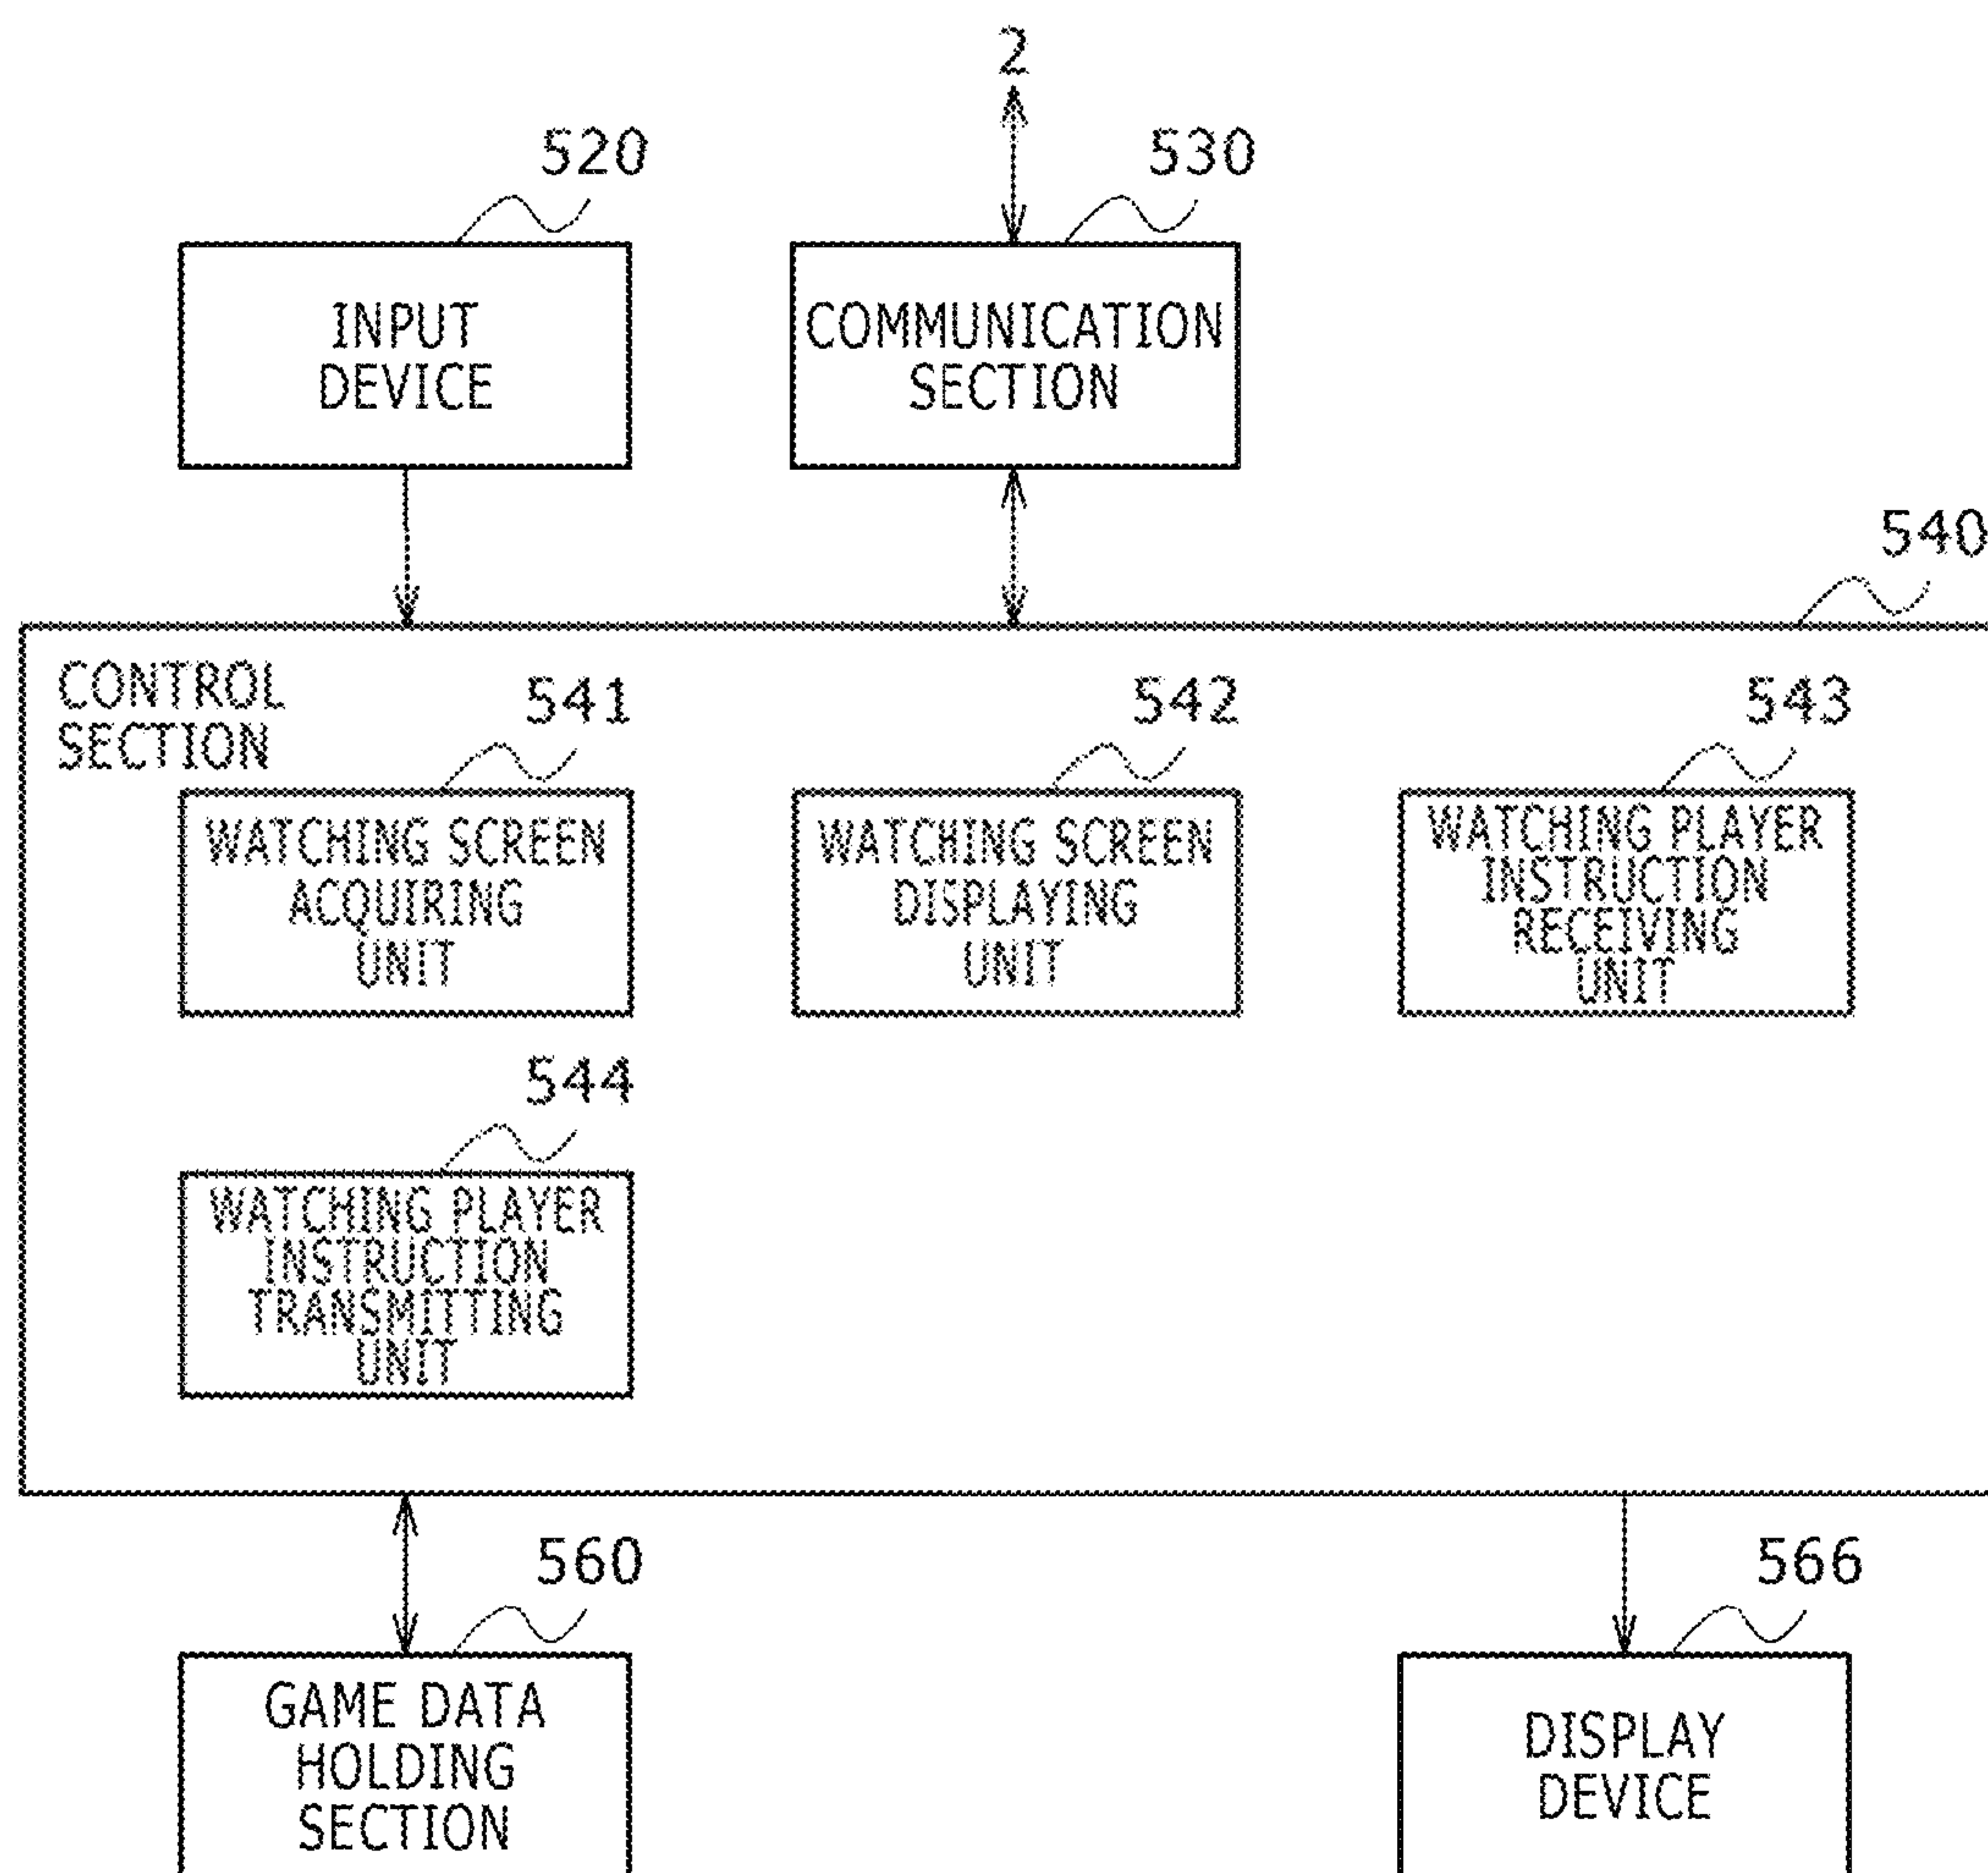 2
520
530
INPUT
DEVICE
COMMUNICATION
SECTION
540
CONTROL
SECTION
541
542
543
WATCHING SCREEN
ACQUIRING
UNIT
WATCHING SCREEN
DISPLAYING
UNIT
WATCHING PLAYER
INSTRUCTION
RECEIVING
UNIT
544
WATCHING PLAYER
INSTRUCTION
TRANSMITTING
UNIT
560
566
GAME DATA
HOLDING
SECTION
DISPLAY
DEVICE